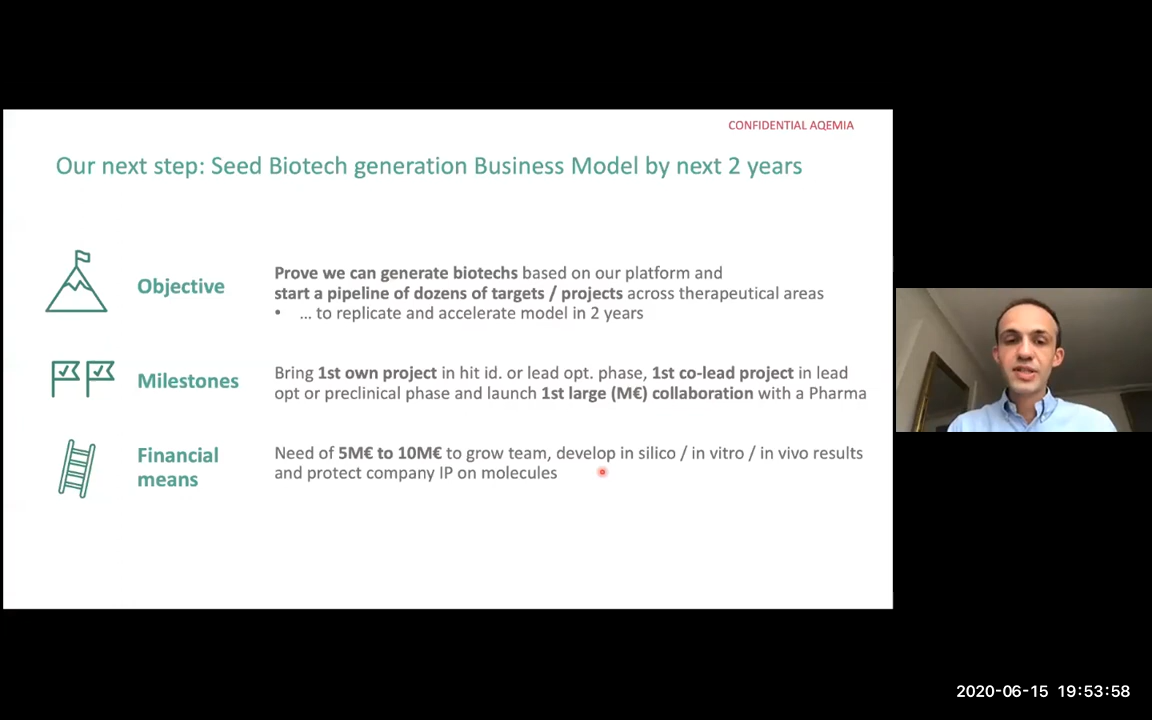 CONFIDENTIAL AQEMIA
Our next step: Seed Biotech generation Business Model by next 2 years
Objective
Prove we can generate biotechs based on our platform and
start a pipeline of dozens of targets / projects across therapeutical areas
• ... to replicate and accelerate model in 2 years
Milestones
Bring 1st own project in hit id. or lead opt. phase, 1st co-lead project in lead
opt or preclinical phase and launch 1st large (M€) collaboration with a Pharma
Financial
means
Need of 5M€ to 10M€ to grow team, develop in silico / in vitro / in vivo results
and protect company IP on molecules
2020-06-15 19:53:58